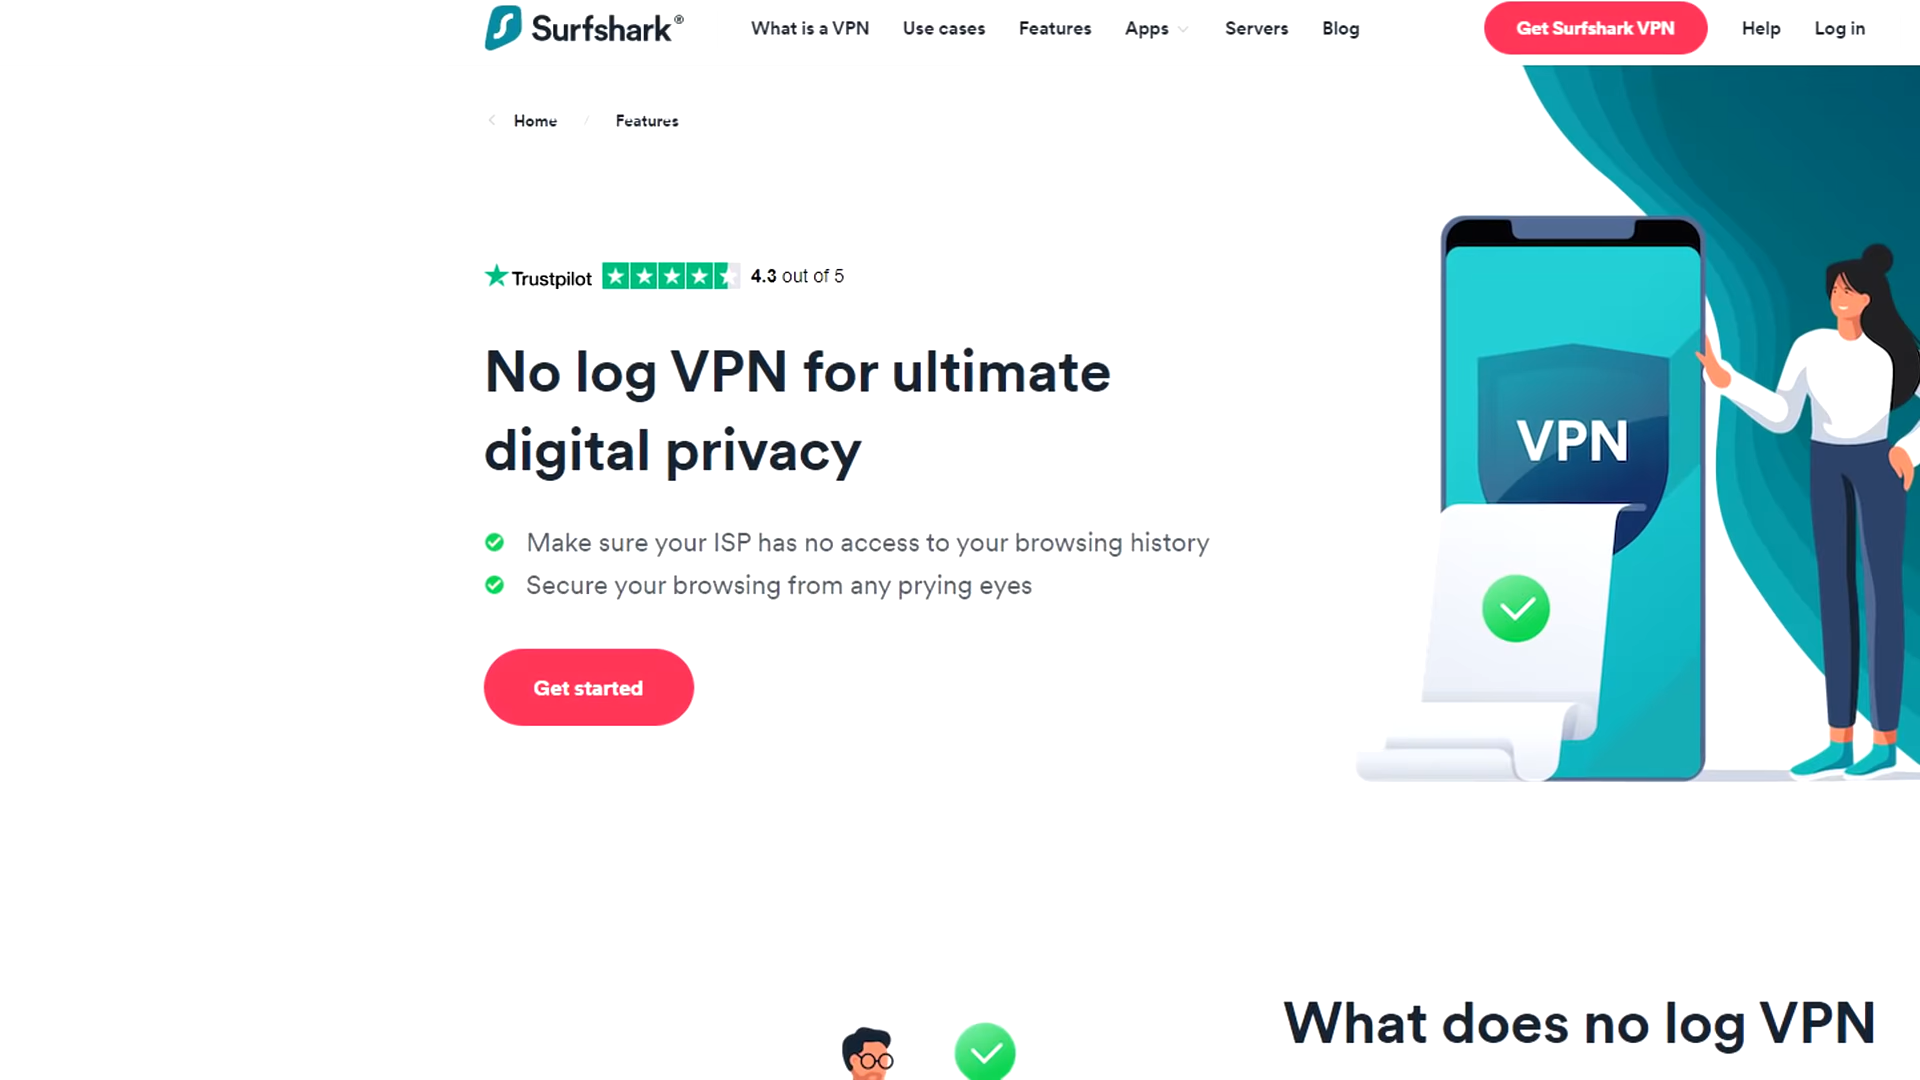 Surfshark®
What is a VPN
Use cases
Features
Apps
Servers
Blog
Get Surfshark VPN
Help
Log in
Home / Features
Trustpilot 4.3 out of 5
No log VPN for ultimate
digital privacy
Make sure your ISP has no access to your browsing history
Secure your browsing from any prying eyes
Get started
VPN
What does no log VPN